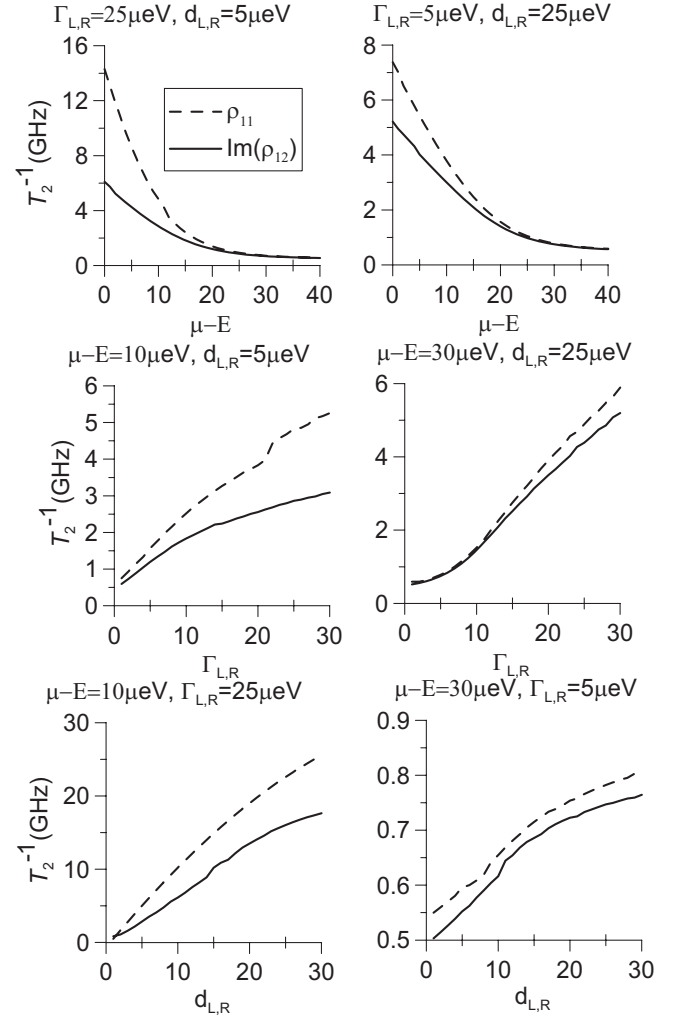 Γ_L,R=25μeV, d_L,R=5μeV
Γ_L,R=5μeV, d_L,R=25μeV
T₂⁻¹(GHz)
16
12
8
4
0
ρ₁₁
Im(ρ₁₂)
0 10 20 30 40
μ−E
8
6
4
2
0
0 10 20 30 40
μ−E
μ−E=10μeV, d_L,R=5μeV
μ−E=30μeV, d_L,R=25μeV
T₂⁻¹(GHz)
6
5
4
3
2
1
0
0 10 20 30
Γ_L,R
6
4
2
0
0 10 20 30
Γ_L,R
μ−E=10μeV, Γ_L,R=25μeV
μ−E=30μeV, Γ_L,R=5μeV
T₂⁻¹(GHz)
30
20
10
0
0 10 20 30
d_L,R
0.9
0.8
0.7
0.6
0.5
0 10 20 30
d_L,R